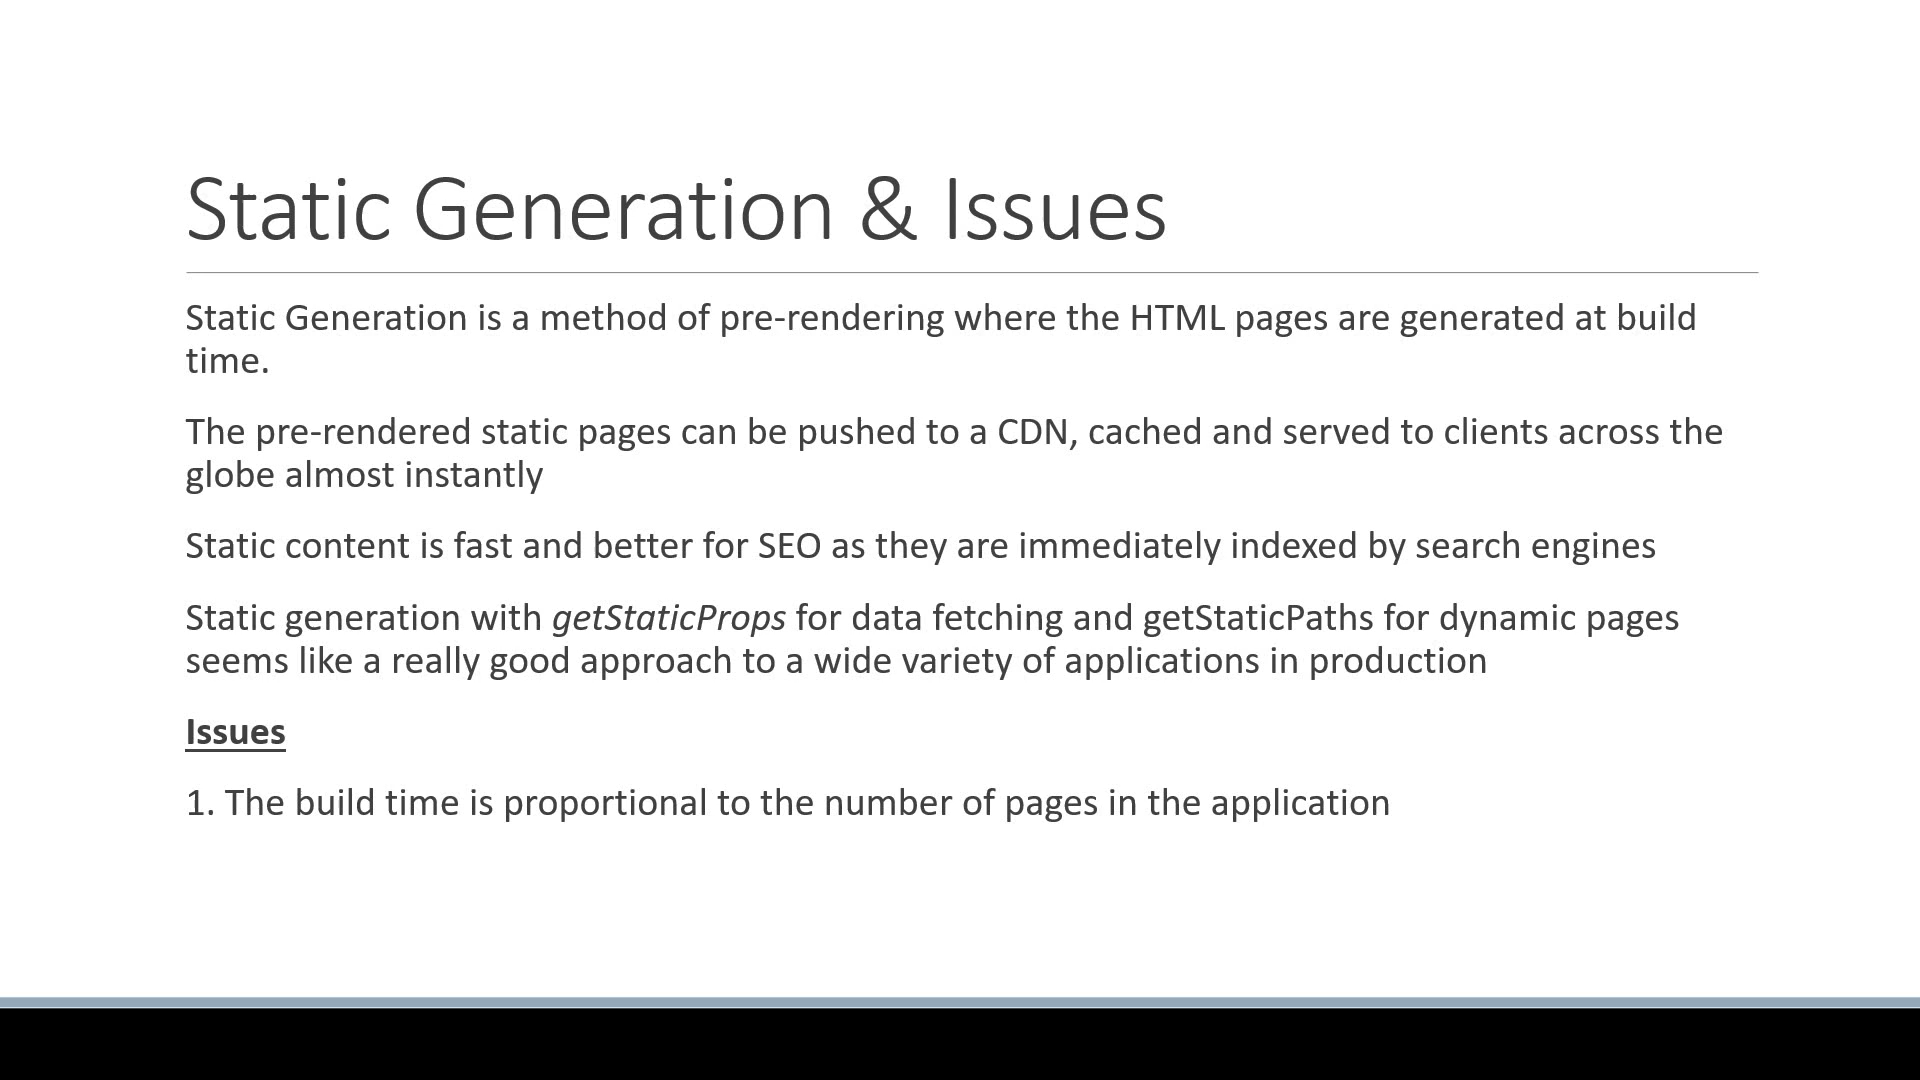 Static Generation & Issues
Static Generation is a method of pre-rendering where the HTML pages are generated at build
time.
The pre-rendered static pages can be pushed to a CDN, cached and served to clients across the
globe almost instantly
Static content is fast and better for SEO as they are immediately indexed by search engines
Static generation with getStaticProps for data fetching and getStaticPaths for dynamic pages
seems like a really good approach to a wide variety of applications in production
Issues
1. The build time is proportional to the number of pages in the application